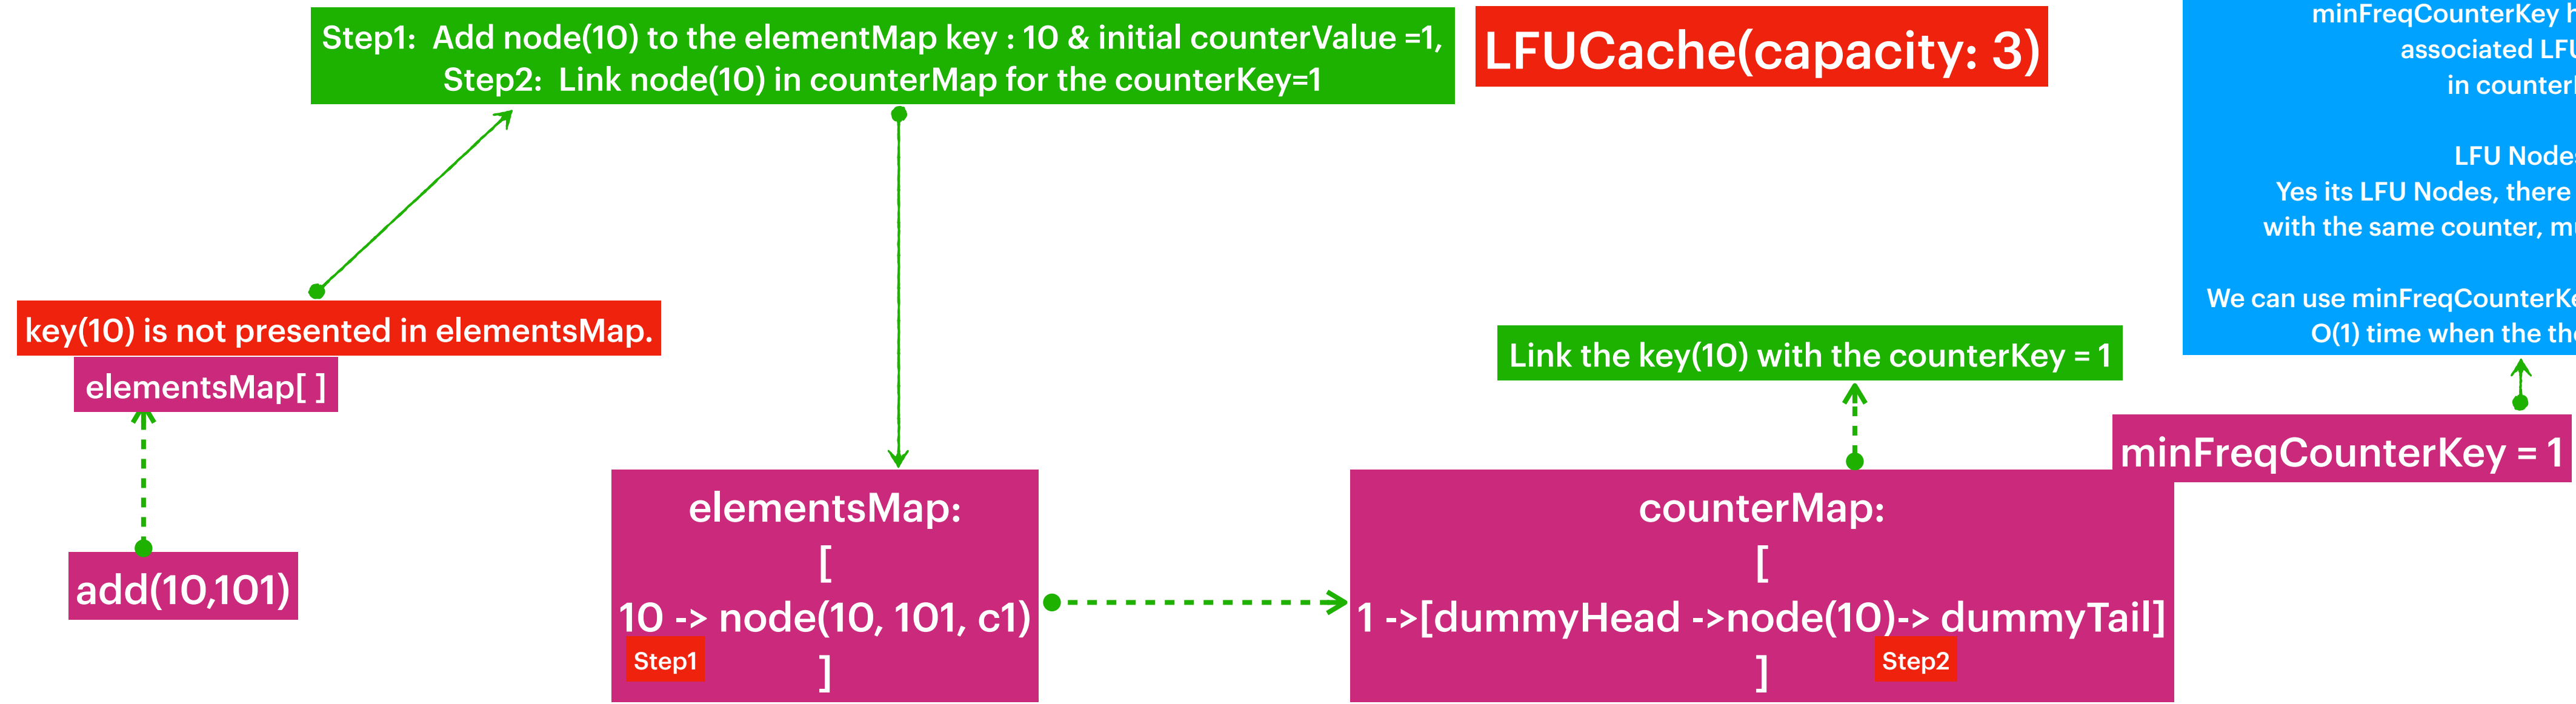 Step1:  Add node(10) to the elementMap key : 10 & initial counterValue =1,
Step2:  Link node(10) in counterMap for the counterKey=1
LFUCache(capacity: 3)
minFreqCounterKey
associated
in
LFU
Yes its LFU Nodes, there
with the same counter,
We can use
O(1) time when the
key(10) is not presented in elementsMap.
elementsMap[ ]
add(10,101)
Link the key(10) with the counterKey = 1
minFreqCounterKey = 1
elementsMap:
[
10 -> node(10, 101, c1)
Step1
]
counterMap:
[
1 ->[dummyHead ->node(10)-> dummyTail]
Step2
]